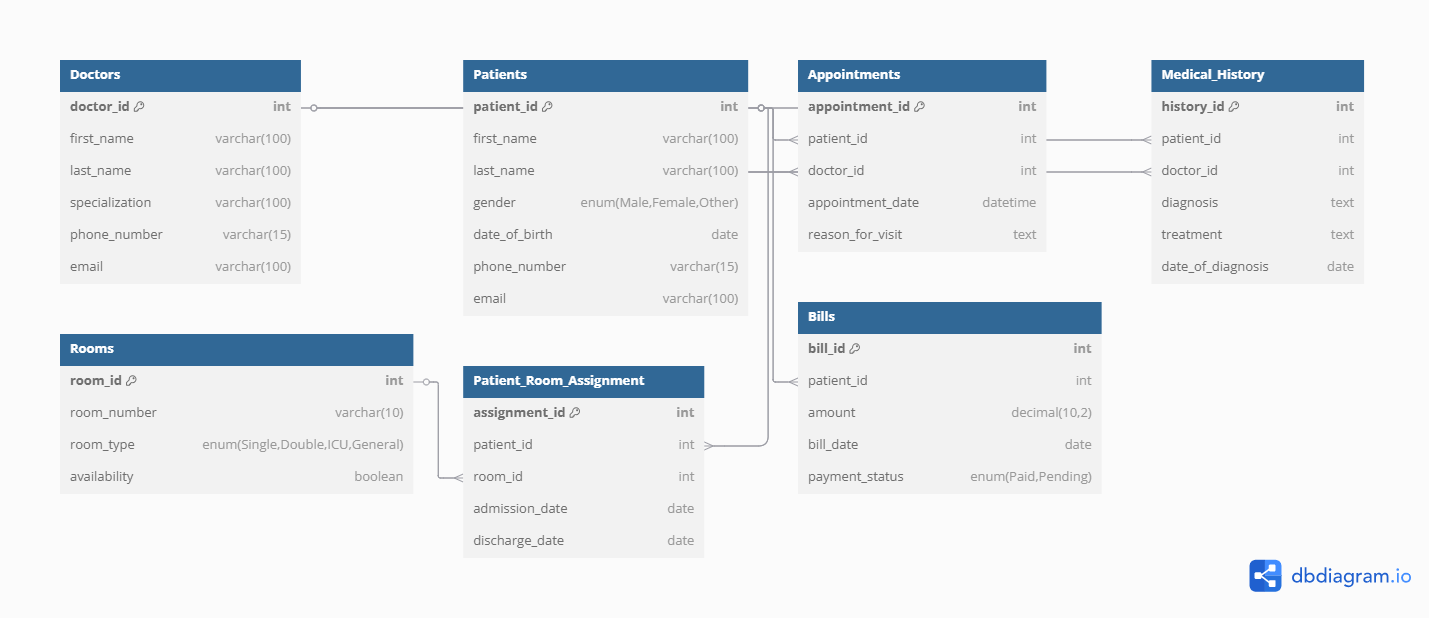 Doctors
doctor_id int
first_name varchar(100)
last_name varchar(100)
specialization varchar(100)
phone_number varchar(15)
email varchar(100)
Patients
patient_id int
first_name varchar(100)
last_name varchar(100)
gender enum(Male,Female,Other)
date_of_birth date
phone_number varchar(15)
email varchar(100)
Appointments
appointment_id int
patient_id int
doctor_id int
appointment_date datetime
reason_for_visit text
Medical_History
history_id int
patient_id int
doctor_id int
diagnosis text
treatment text
date_of_diagnosis date
Rooms
room_id int
room_number varchar(10)
room_type enum(Single,Double,ICU,General)
availability boolean
Patient_Room_Assignment
assignment_id int
patient_id int
room_id int
admission_date date
discharge_date date
Bills
bill_id int
patient_id int
amount decimal(10,2)
bill_date date
payment_status enum(Paid,Pending)
dbdiagram.io